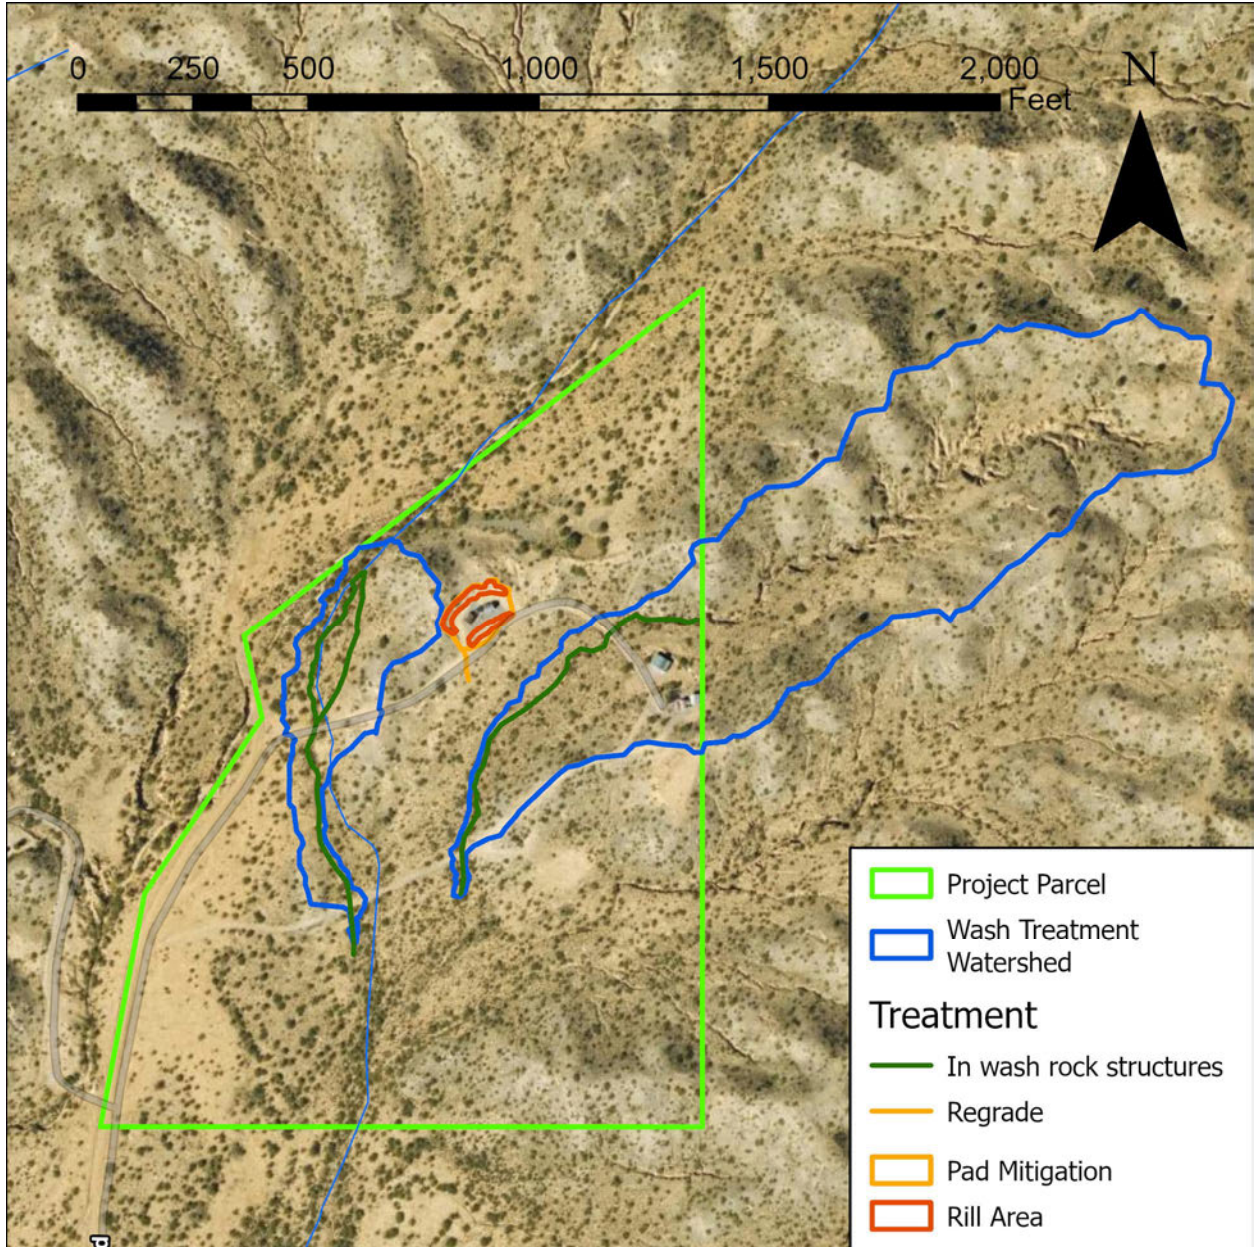 0 250 500 1,000 1,500 2,000
Feet
N
Project Parcel
Wash Treatment
Watershed
Treatment
In wash rock structures
Regrade
Pad Mitigation
Rill Area